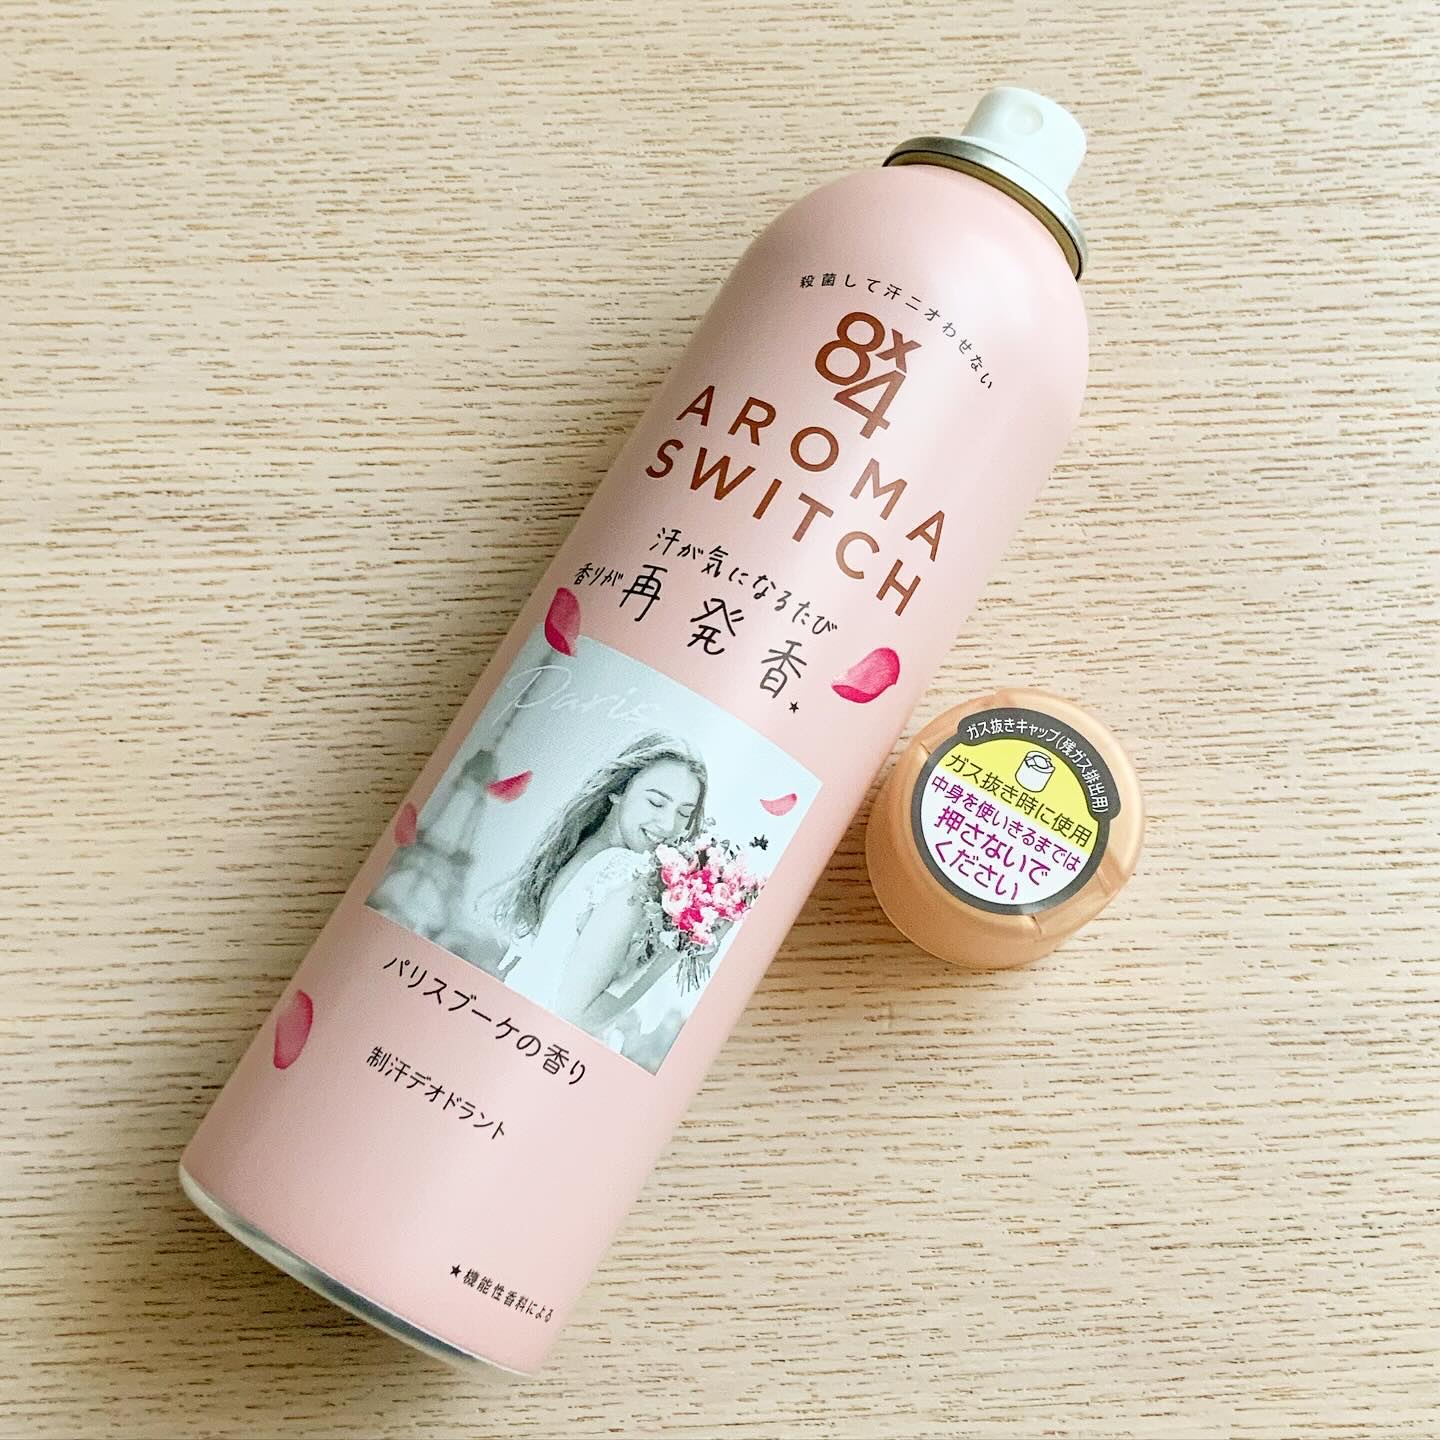 殺菌して汗ニオわせない
8x4
AROMA
SWITCH
汗が気になるたび
香りが再発香★
Paris
パリスブーケの香り
制汗デオドラント
★機能性香料による
ガス抜きキャップ(残ガス排出用)
ガス抜き時に使用
中身を使いきるまでは
押さないで
ください